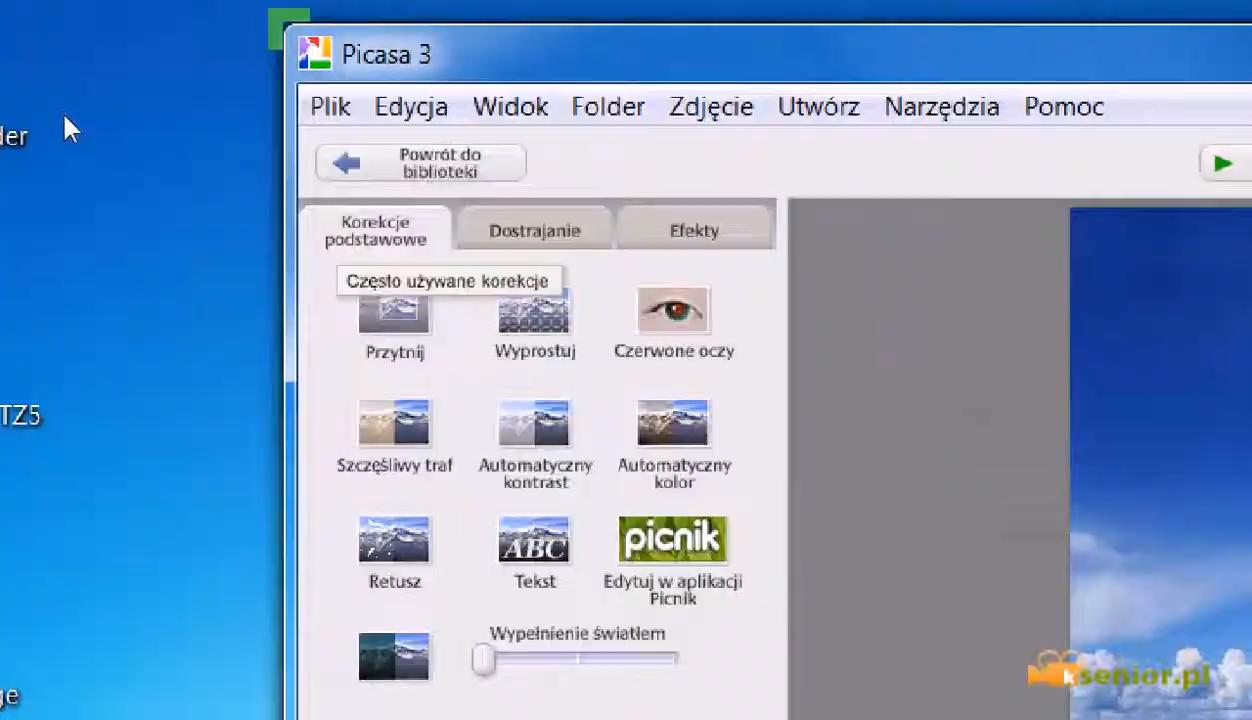 Picasa 3
Plik Edycja Widok Folder Zdjęcie Utwórz Narzędzia Pomoc
der
Powrót do
biblioteki
Korekcje
podstawowe
Dostrajanie
Efekty
Często używane korekcje
Przytnij
Wyprostuj
Czerwone oczy
TZ5
Szczęśliwy traf
Automatyczny
kontrast
Automatyczny
kolor
ABC
picnik
Retusz
Tekst
Edytuj w aplikacji
Picnik
Wypełnienie światłem
ge
ksenior.pl